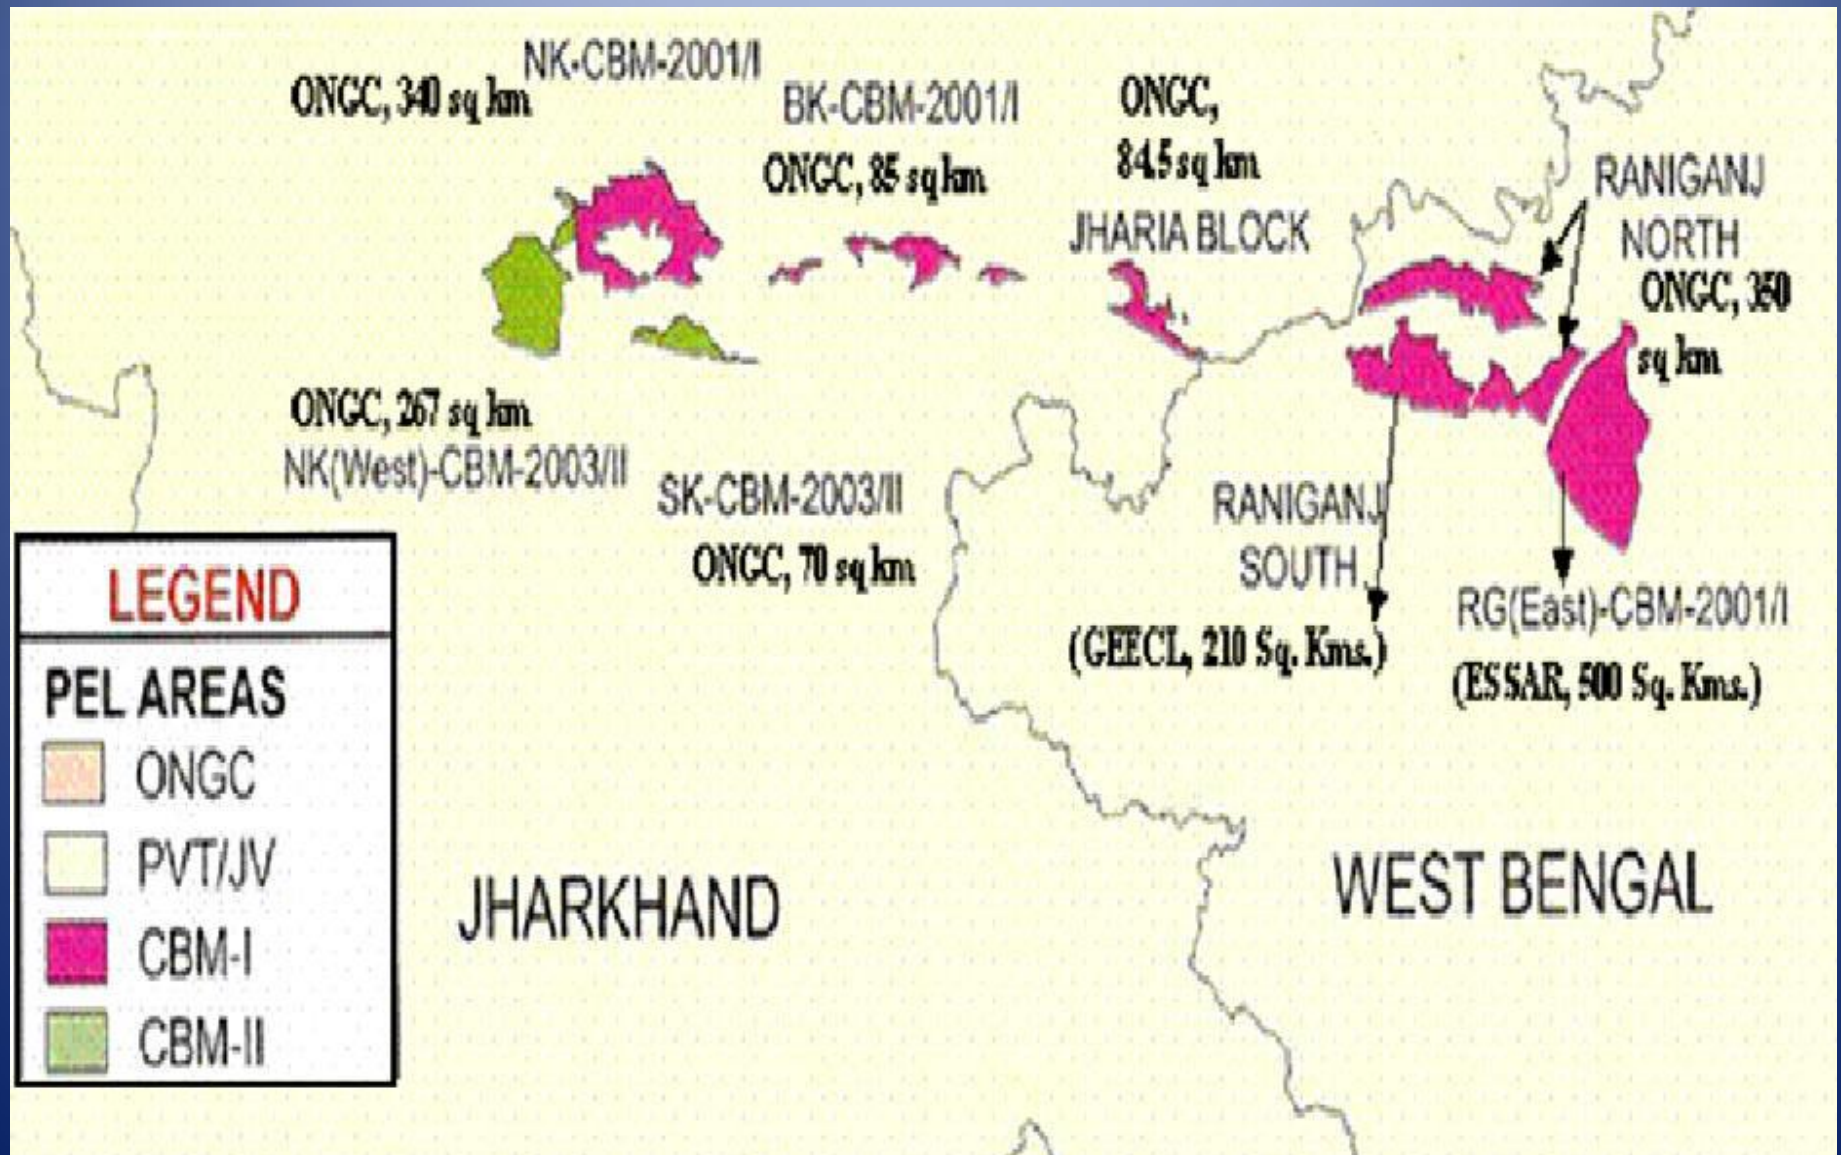 NK-CBM-2001/I
ONGC, 340 sq km
BK-CBM-2001/I
ONGC, 85 sq km
ONGC,
84.5 sq km
JHARIA BLOCK
RANIGANJ
NORTH
ONGC, 350
sq km
ONGC, 267 sq km
NK(West)-CBM-2003/II
SK-CBM-2003/II
ONGC, 70 sq km
RANIGANJ
SOUTH
(GEECL, 210 Sq. Kms.)
RG(East)-CBM-2001/I
(ESSAR, 500 Sq. Kms.)
LEGEND
PEL AREAS
ONGC
PVT/JV
CBM-I
CBM-II
JHARKHAND
WEST BENGAL